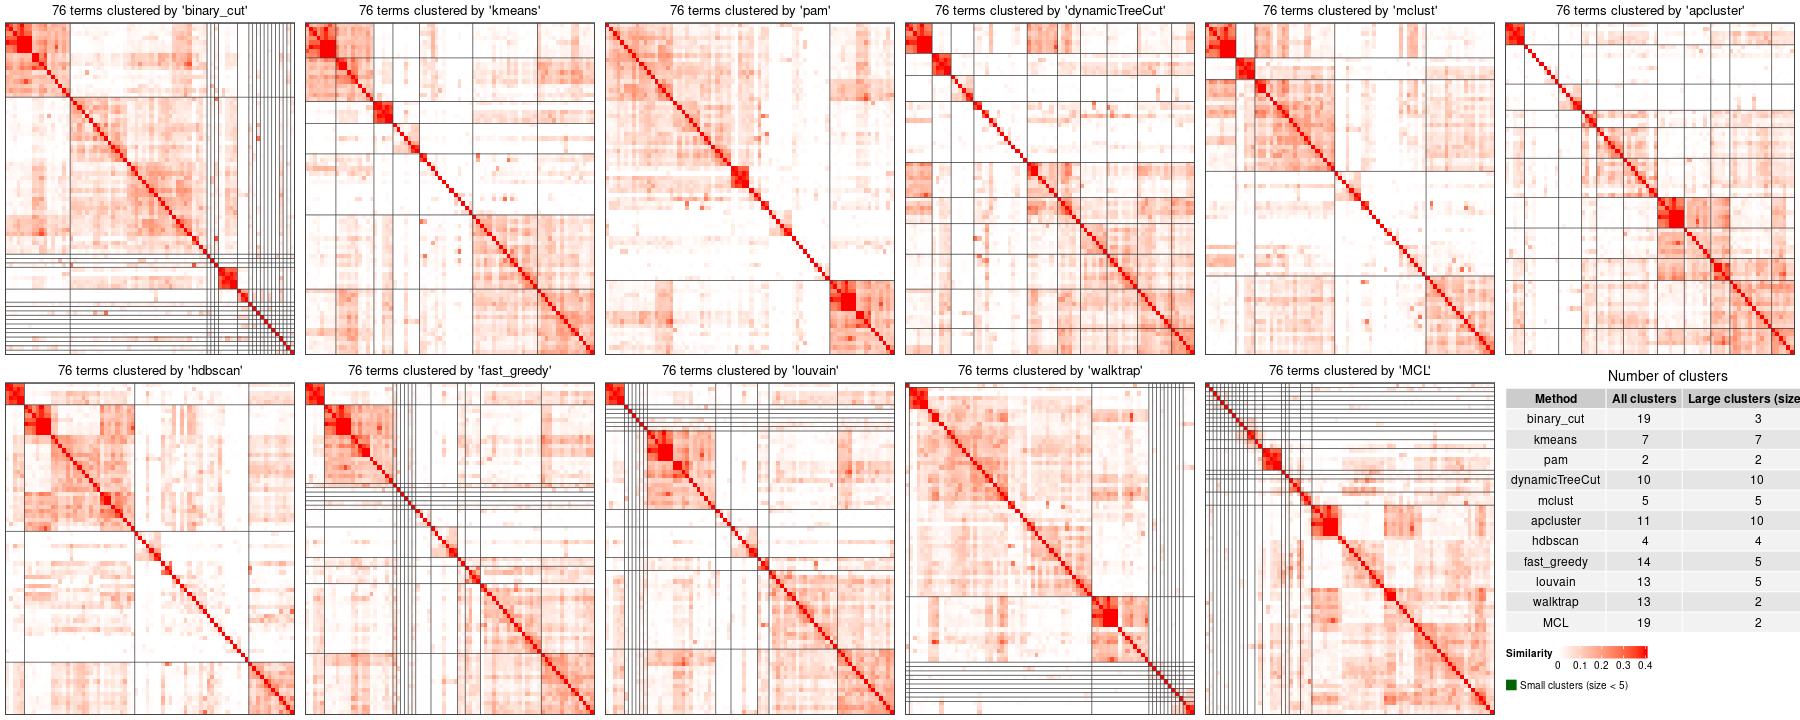 76 terms clustered by 'binary_cut'
76 terms clustered by 'kmeans'
76 terms clustered by 'pam'
76 terms clustered by 'dynamicTreeCut'
76 terms clustered by 'mclust'
76 terms clustered by 'apcluster'
76 terms clustered by 'hdbscan'
76 terms clustered by 'fast_greedy'
76 terms clustered by 'louvain'
76 terms clustered by 'walktrap'
76 terms clustered by 'MCL'
Number of clusters
Method All clusters Large clusters (size
binary_cut 19 3
kmeans 7 7
pam 2 2
dynamicTreeCut 10 10
mclust 5 5
apcluster 11 10
hdbscan 4 4
fast_greedy 14 5
louvain 13 5
walktrap 13 2
MCL 19 2
Similarity
0 0.1 0.2 0.3 0.4
Small clusters (size < 5)